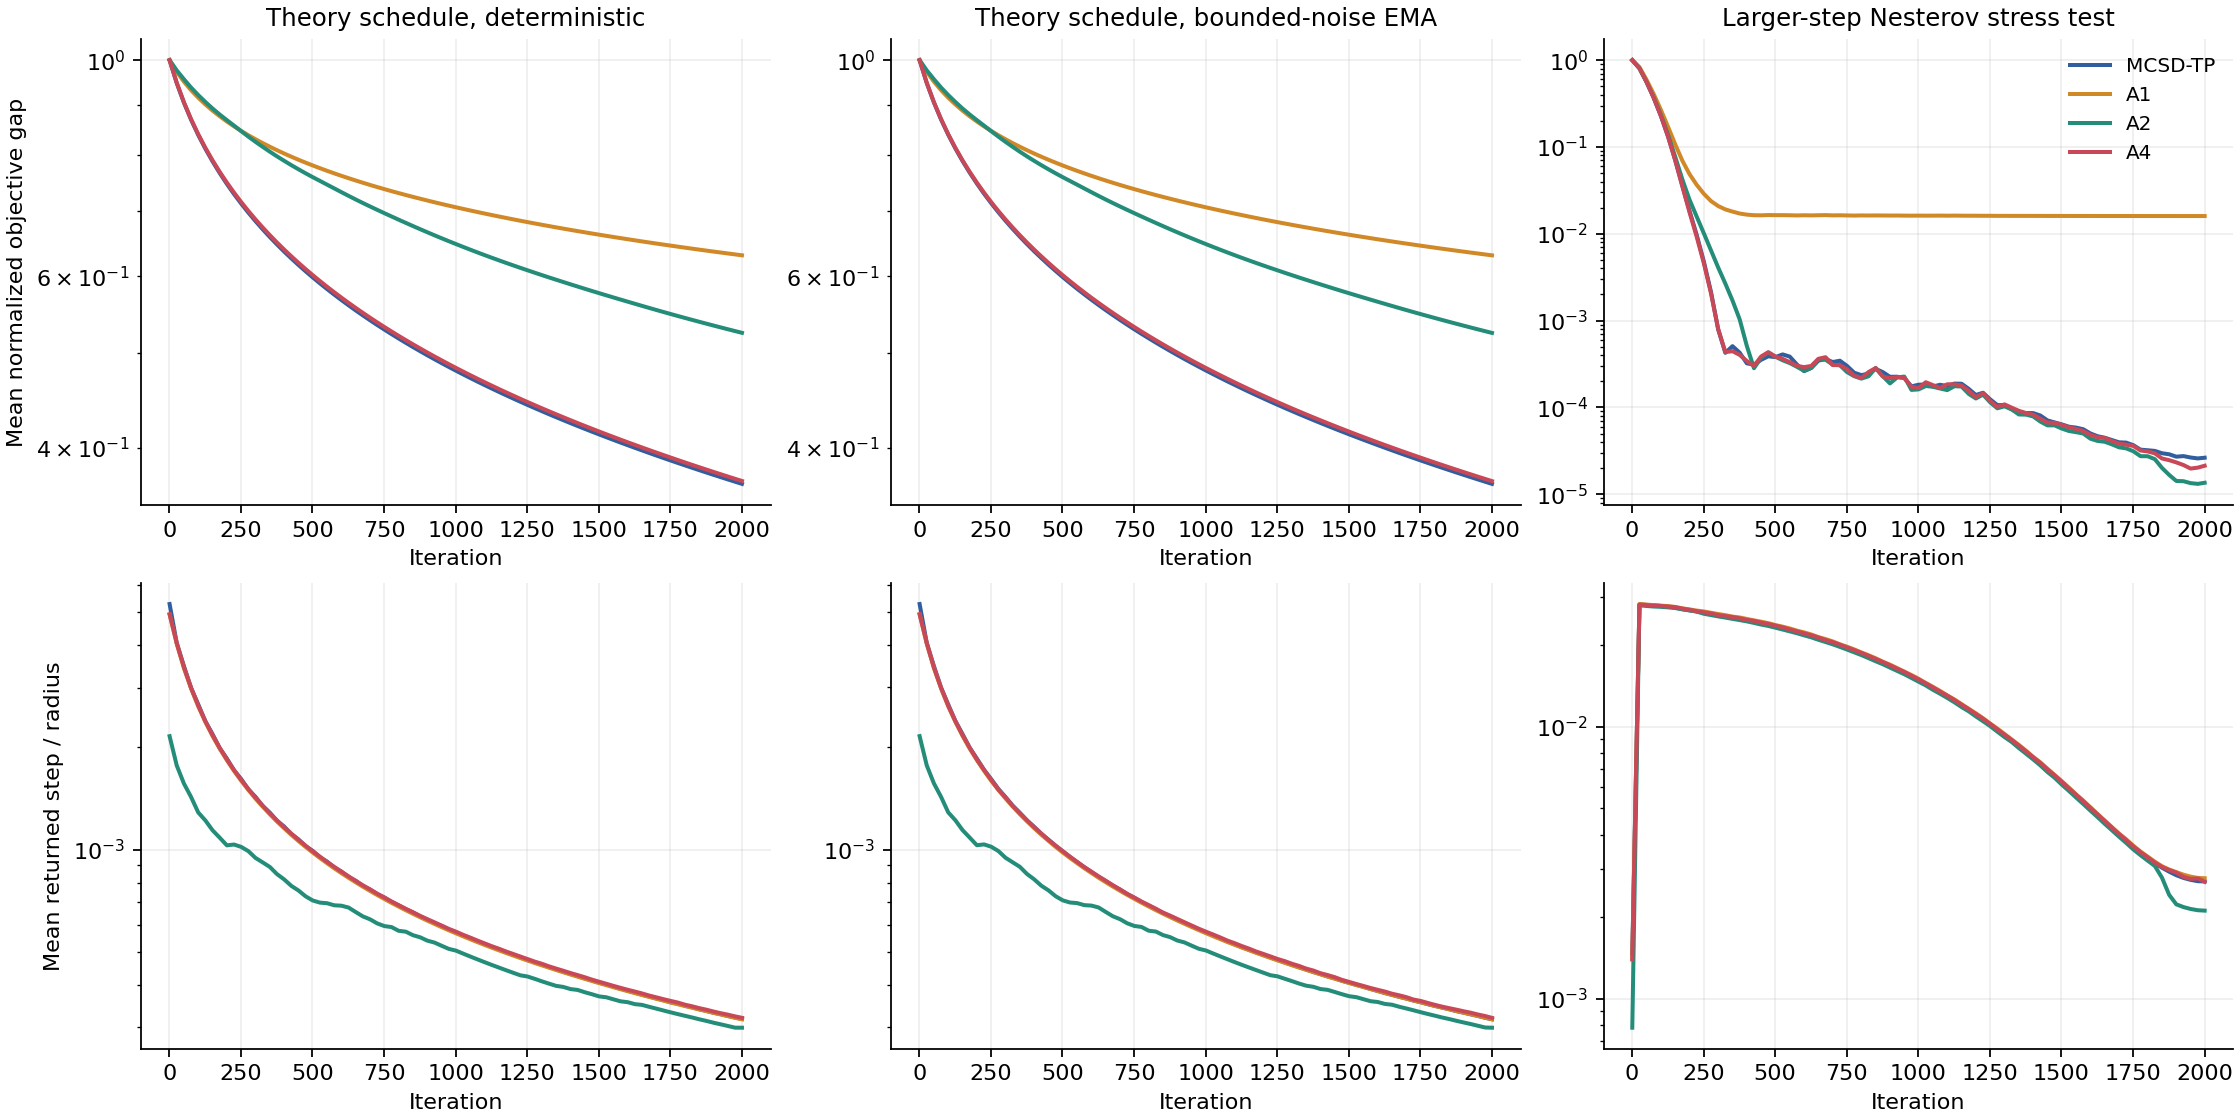 Theory schedule, deterministic
Mean normalized objective gap
10⁰
6 × 10⁻¹
4 × 10⁻¹
0 250 500 750 1000 1250 1500 1750 2000
Iteration
Theory schedule, bounded-noise EMA
10⁰
6 × 10⁻¹
4 × 10⁻¹
0 250 500 750 1000 1250 1500 1750 2000
Iteration
Larger-step Nesterov stress test
MCSD-TP
A1
A2
A4
10⁰
10⁻¹
10⁻²
10⁻³
10⁻⁴
10⁻⁵
0 250 500 750 1000 1250 1500 1750 2000
Iteration
Mean returned step / radius
10⁻³
0 250 500 750 1000 1250 1500 1750 2000
Iteration
10⁻³
0 250 500 750 1000 1250 1500 1750 2000
Iteration
10⁻²
10⁻³
0 250 500 750 1000 1250 1500 1750 2000
Iteration